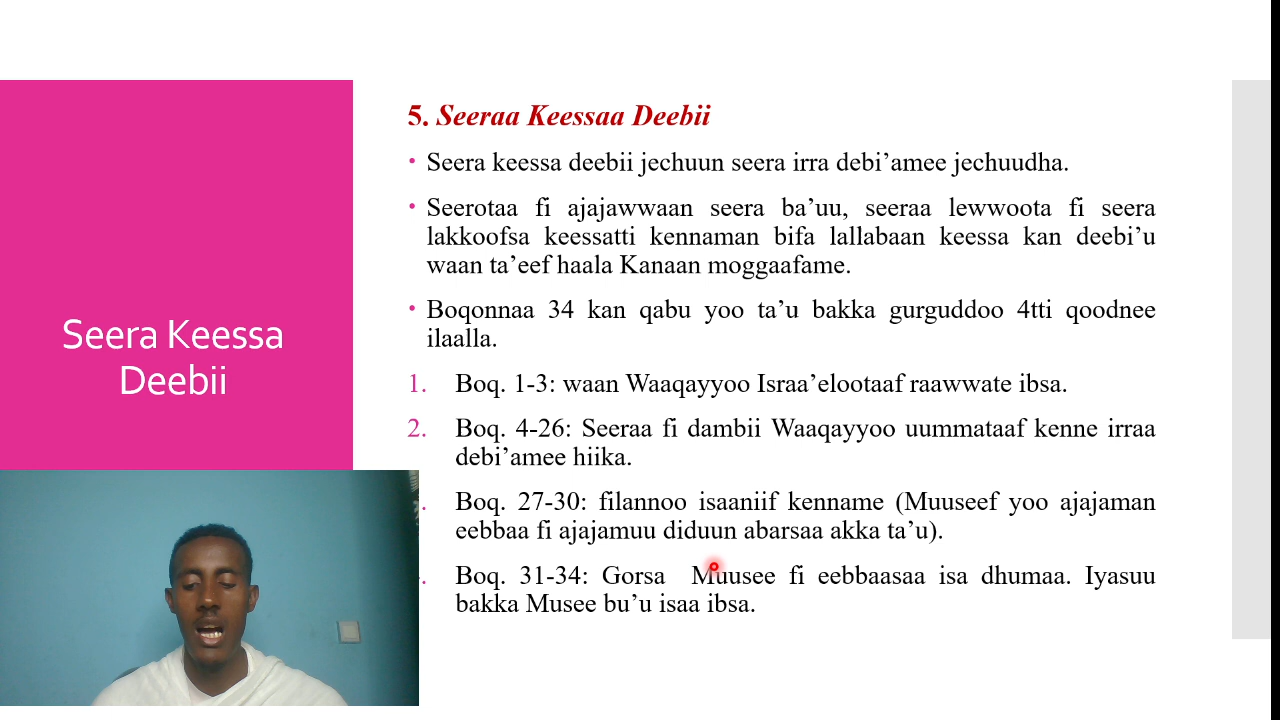 5. Seeraa Keessaa Deebii
• Seera keessa deebii jechuun seera irra debi’amee jechuudha.
• Seerotaa fi ajajawwaan seera ba’uu, seeraa lewwoota fi seera
lakkoofsa keessatti kennaman bifa lallabaan keessa kan deebi’u
waan ta’eef haala Kanaan moggaafame.
• Boqonnaa 34 kan qabu yoo ta’u bakka gurguddoo 4tti qoodnee
ilaalla.
Seera Keessa
Deebii
1. Boq. 1-3: waan Waaqayyoo Israa’elootaaf raawwate ibsa.
2. Boq. 4-26: Seeraa fi dambii Waaqayyoo uummataaf kenne irraa
debi’amee hiika.
. Boq. 27-30: filannoo isaaniif kenname (Muuseef yoo ajajaman
eebbaa fi ajajamuu diduun abarsaa akka ta’u).
. Boq. 31-34: Gorsa Muusee fi eebbaasaa isa dhumaa. Iyasuu
bakka Musee bu’u isaa ibsa.